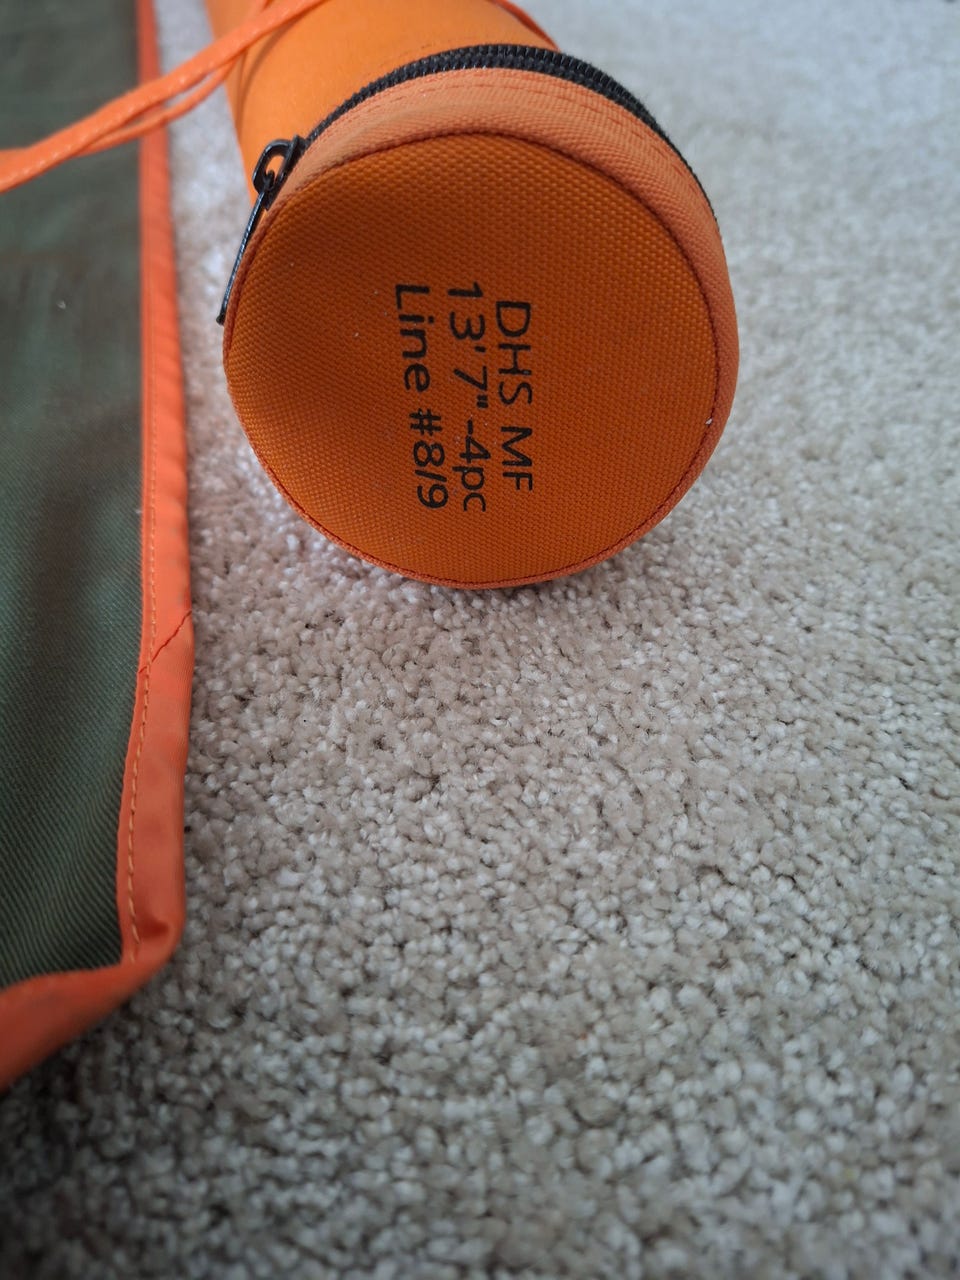 DHS MF
13' 7"-4pc
Line #8/9